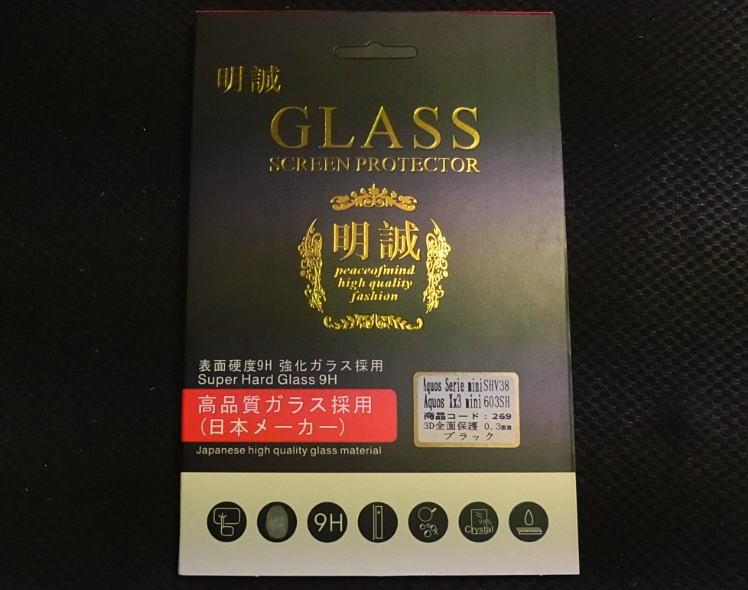 明誠
GLASS
SCREEN PROTECTOR
明誠
peaceofmind
high quality
fashion
表面硬度9H 強化ガラス採用
Super Hard Glass 9H
高品質ガラス採用
(日本メーカー)
Japanese high quality glass material
Aquos Serie mini SHV38
Aquos Xx3 mini 603SH
商品コード : 269
3D全面保護 0.3mm
ブラック
9H
Crystal